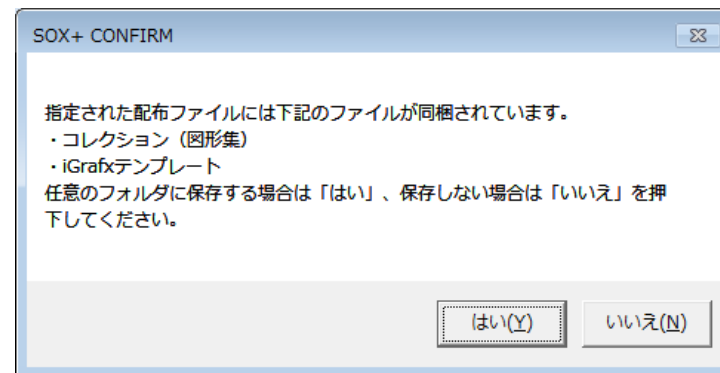 SOX+ CONFIRM
指定された配布ファイルには下記のファイルが同梱されています。
・コレクション（図形集）
・iGrafxテンプレート
任意のフォルダに保存する場合は「はい」、保存しない場合は「いいえ」を押
下してください。
はい(Y) いいえ(N)